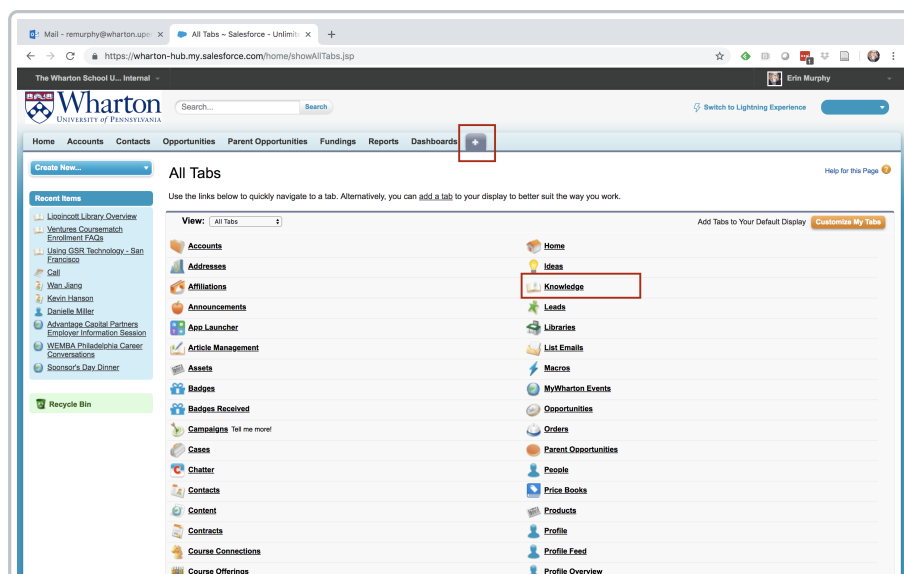 Mail - remurphy@wharton.upe
All Tabs ~ Salesforce - Unlimite
https://wharton-hub.my.salesforce.com/home/showAllTabs.jsp
The Wharton School U... Internal
Erin Murphy
Wharton
UNIVERSITY of PENNSYLVANIA
Search...
Search
Switch to Lightning Experience
Home Accounts Contacts Opportunities Parent Opportunities Fundings Reports Dashboards +
Create New...
Recent Items
Lippincott Library Overview
Ventures Coursematch
Enrollment FAQs
Using GSR Technology - San
Francisco
Call
Wan Jiang
Kevin Hanson
Danielle Miller
Advantage Capital Partners
Employer Information Session
WEMBA Philadelphia Career
Conversations
Sponsor's Day Dinner
Recycle Bin
All Tabs
Help for this Page
Use the links below to quickly navigate to a tab. Alternatively, you can add a tab to your display to better suit the way you work.
View: All Tabs
Add Tabs to Your Default Display Customize My Tabs
Accounts
Addresses
Affiliations
Announcements
App Launcher
Article Management
Assets
Badges
Badges Received
Campaigns Tell me more!
Cases
Chatter
Contacts
Content
Contracts
Course Connections
Course Offerings
Home
Ideas
Knowledge
Leads
Libraries
List Emails
Macros
MyWharton Events
Opportunities
Orders
Parent Opportunities
People
Price Books
Products
Profile
Profile Feed
Profile Overview